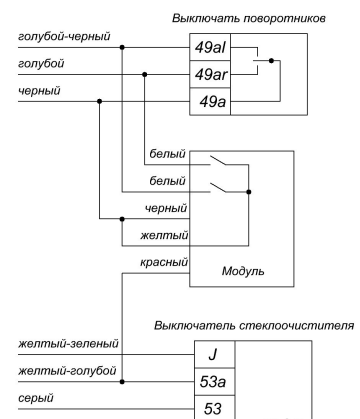 Выключать поворотников
голубой-черный
49al
голубой
49ar
черный
49a
белый
белый
черный
желтый
красный
Модуль
Выключатель стеклоочистителя
желтый-зеленый
J
желтый-голубой
53a
серый
53